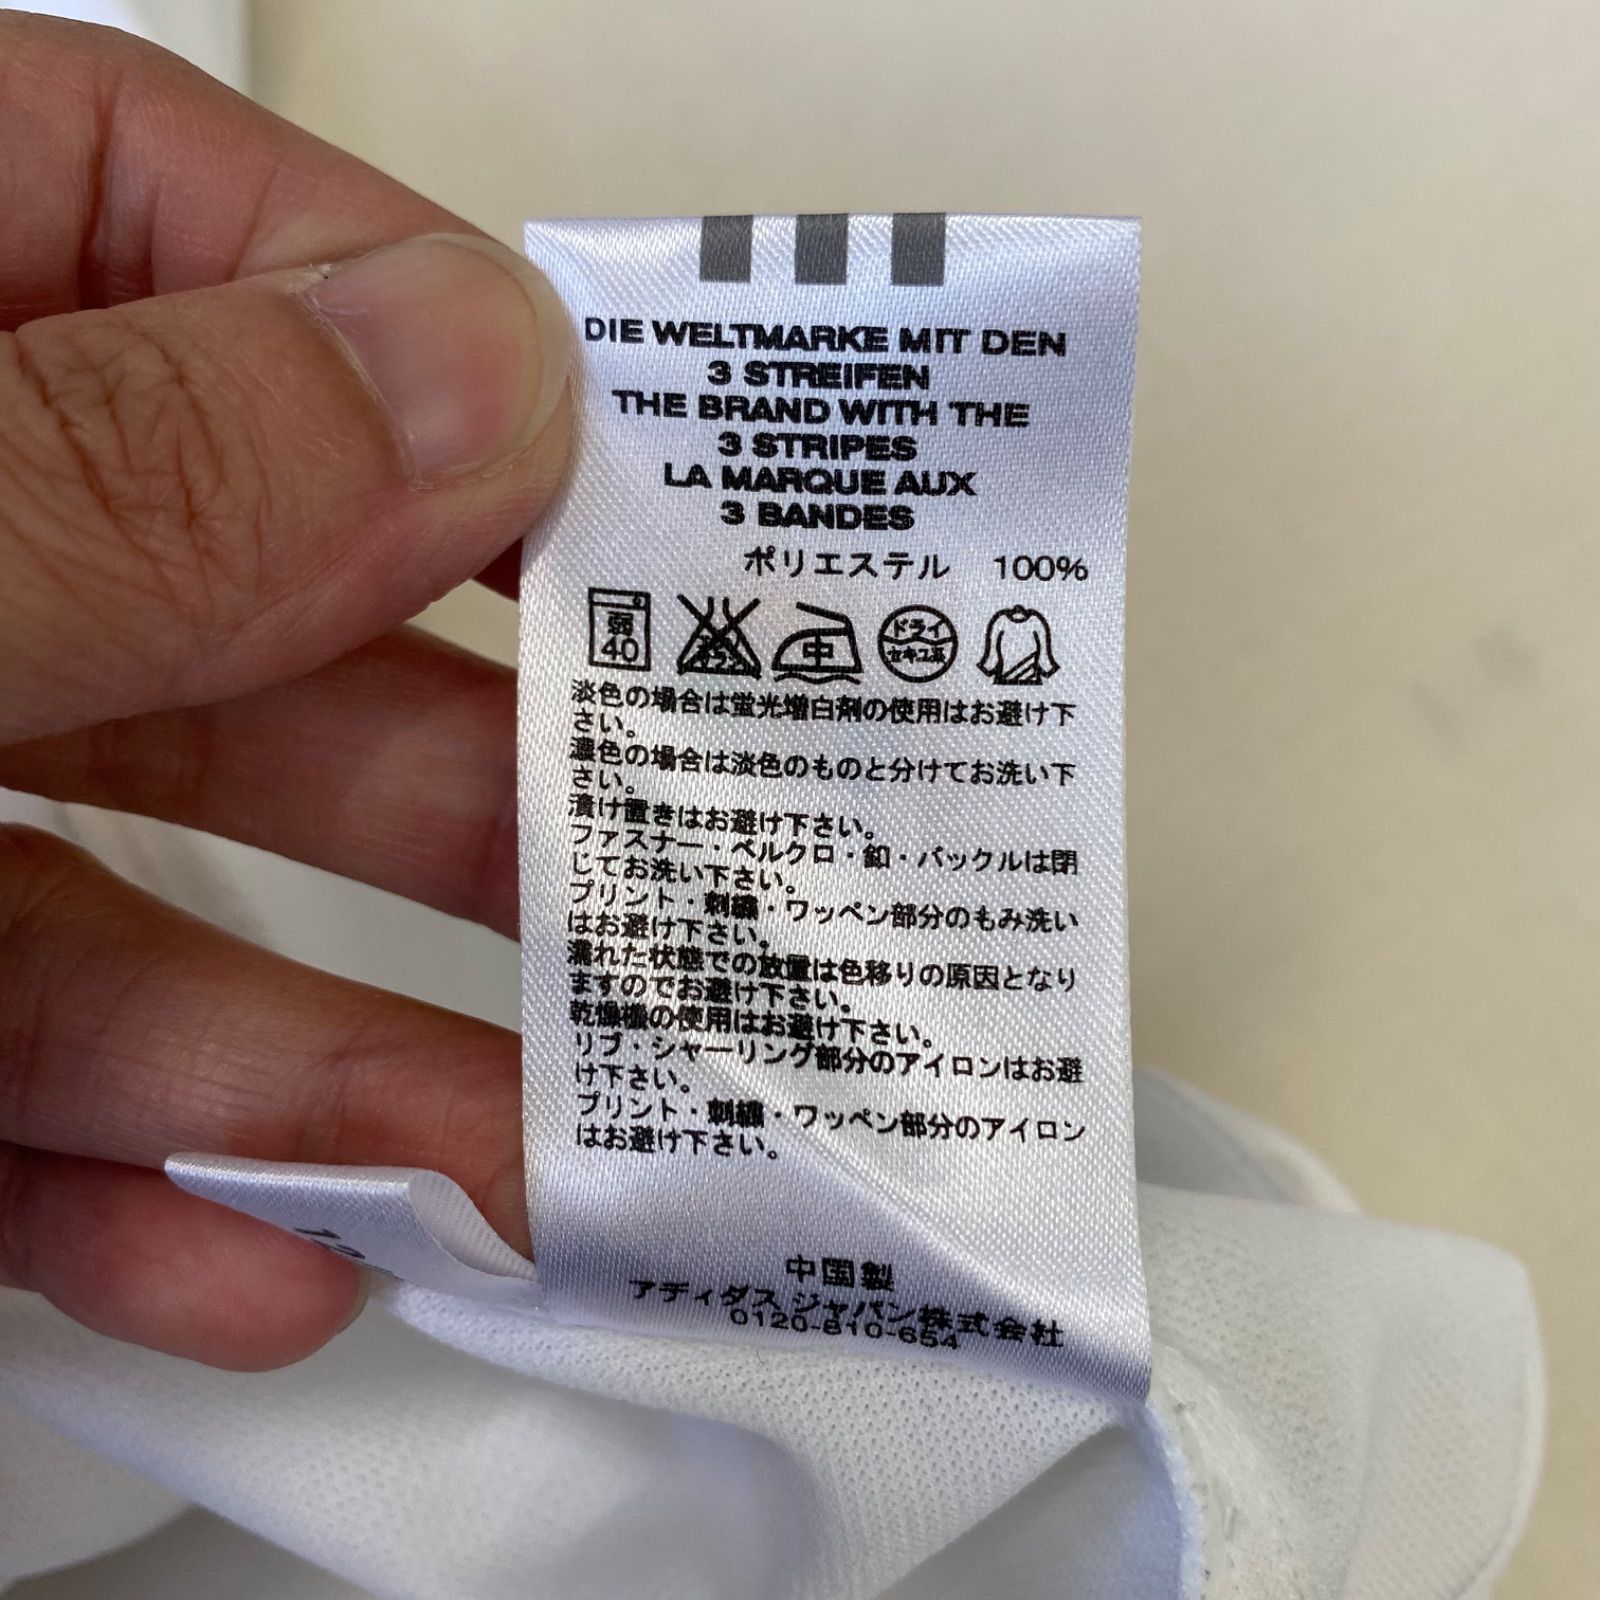 DIE WELTMARKE MIT DEN
3 STREIFEN
THE BRAND WITH THE
3 STRIPES
LA MARQUE AUX
3 BANDES
ポリエステル 100%
弱
40
中
ドライ
セキユ系
淡色の場合は蛍光増白剤の使用はお避け下
さい。
濃色の場合は淡色のものと分けてお洗い下
さい。
漬け置きはお避け下さい。
ファスナー・ベルクロ・釦・バックルは閉
じてお洗い下さい。
プリント・刺繍・ワッペン部分のもみ洗い
はお避け下さい。
濡れた状態での放置は色移りの原因となり
ますのでお避け下さい。
乾燥機の使用はお避け下さい。
リブ・シャーリング部分のアイロンはお避
け下さい。
プリント・刺繍・ワッペン部分のアイロン
はお避け下さい。
中国製
アディダス ジャパン株式会社
0120-810-654